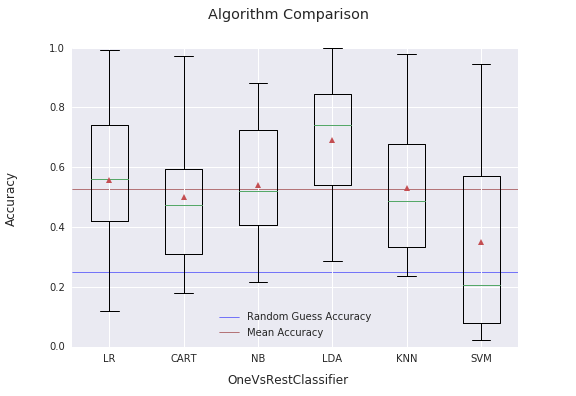 Algorithm Comparison
1.0
0.8
0.6
0.4
0.2
0.0
Accuracy
Random Guess Accuracy
Mean Accuracy
LR CART NB LDA KNN SVM
OneVsRestClassifier